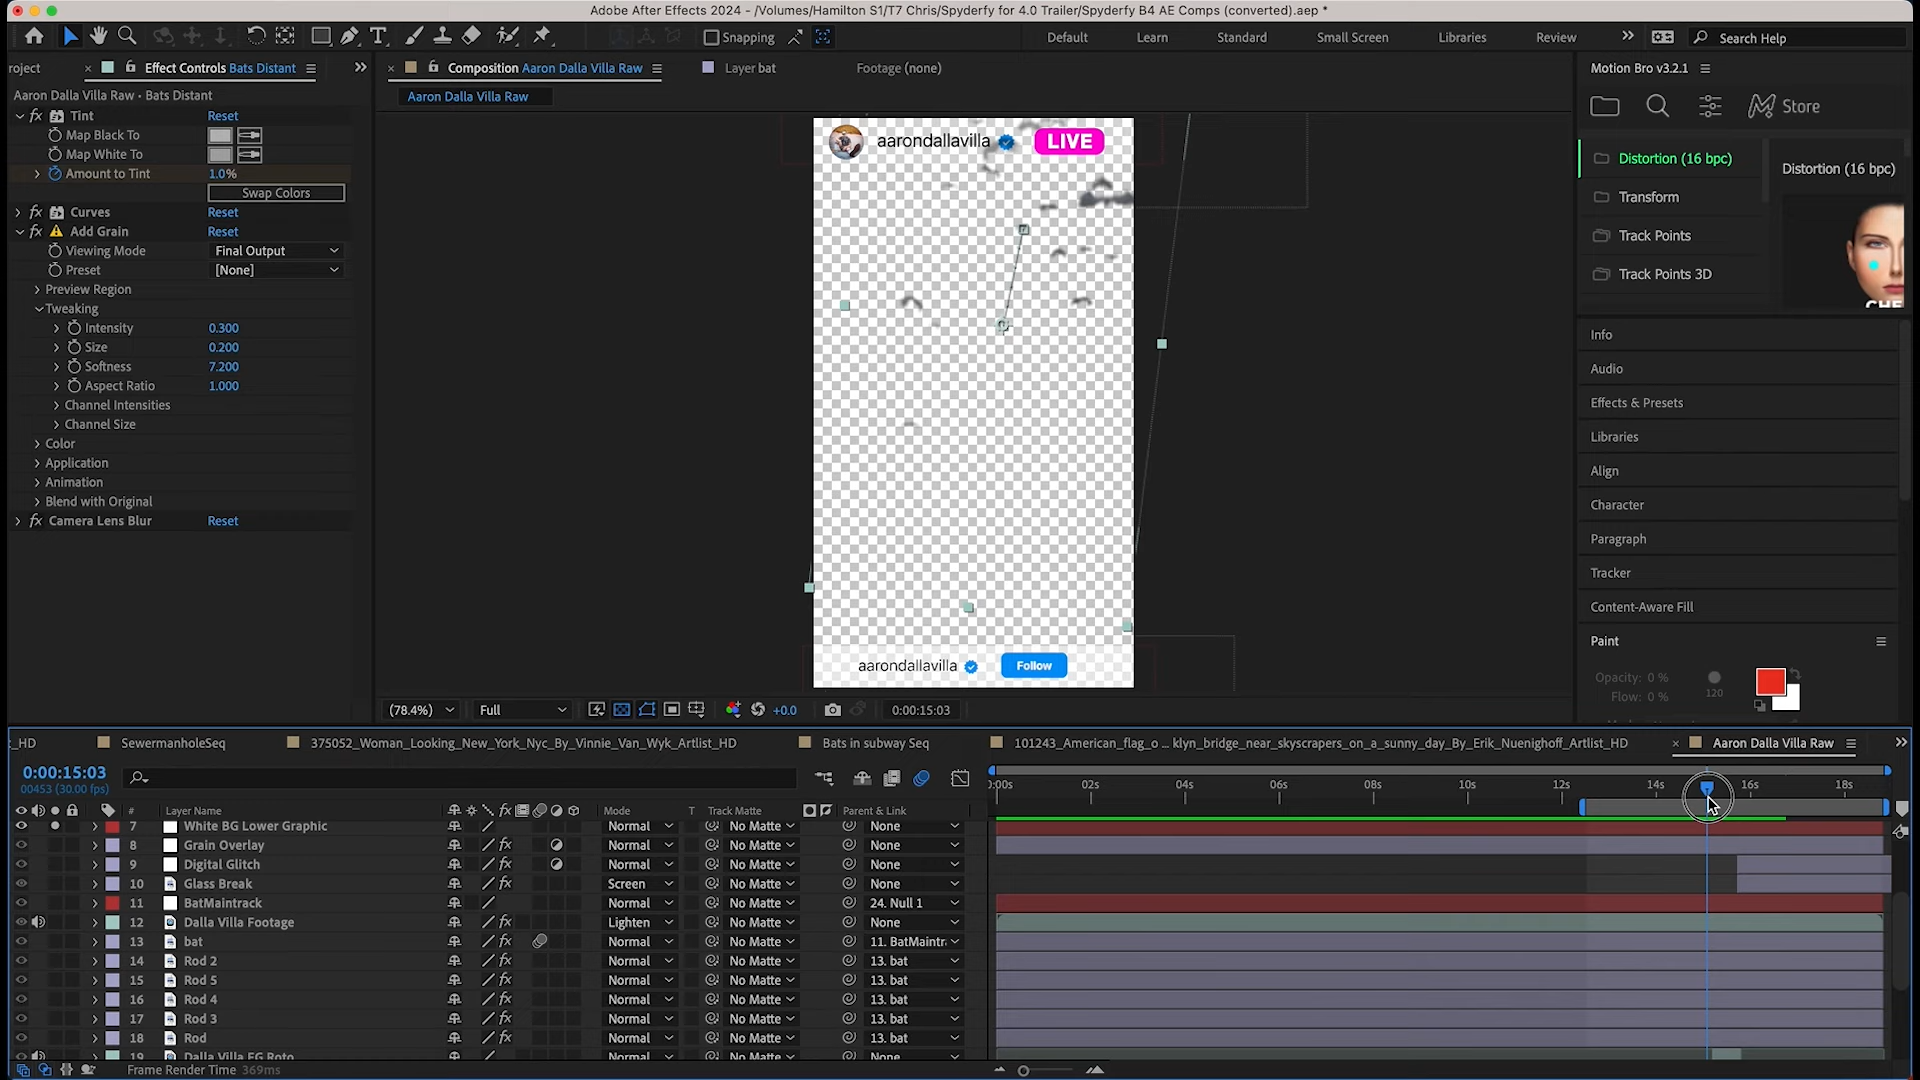 Adobe After Effects 2024 - /Volumes/Hamilton S1/T7 Chris/Spyderfy for 4.0 Trailer/Spyderfy B4 AE Comps (converted).aep *
Snapping
Default
Learn
Standard
Small Screen
Libraries
Review
Search Help
roject
Effect Controls Bats Distant
Composition Aaron Dalla Villa Raw
Layer bat
Footage (none)
Motion Bro v3.2.1
Aaron Dalla Villa Raw • Bats Distant
Aaron Dalla Villa Raw
Tint Reset
Map Black To
Map White To
Amount to Tint 1.0%
Swap Colors
Curves Reset
Add Grain Reset
Viewing Mode Final Output
Preset [None]
Preview Region
Tweaking
Intensity 0.300
Size 0.200
Softness 7.200
Aspect Ratio 1.000
Channel Intensities
Channel Size
Color
Application
Animation
Blend with Original
Camera Lens Blur Reset
aarondallavilla LIVE
aarondallavilla Follow
(78.4%) Full +0.0 0:00:15:03
Store
Distortion (16 bpc)
Transform
Track Points
Track Points 3D
Distortion (16 bpc)
CHE
Info
Audio
Effects & Presets
Libraries
Align
Character
Paragraph
Tracker
Content-Aware Fill
Paint
Opacity: 0 %
Flow: 0 %
120
:_HD
SewermanholeSeq
375052_Woman_Looking_New_York_Nyc_By_Vinnie_Van_Wyk_Artlist_HD
Bats in subway Seq
101243_American_flag_o ... klyn_bridge_near_skyscrapers_on_a_sunny_day_By_Erik_Nuenighoff_Artlist_HD
Aaron Dalla Villa Raw
0:00:15:03
00453 (30.00 fps)
):00s 02s 04s 06s 08s 10s 12s 14s 16s 18s
# Layer Name Mode T Track Matte Parent & Link
7 White BG Lower Graphic Normal No Matte None
8 Grain Overlay Normal No Matte None
9 Digital Glitch Normal No Matte None
10 Glass Break Screen No Matte None
11 BatMaintrack Normal No Matte 24. Null 1
12 Dalla Villa Footage Lighten No Matte None
13 bat Normal No Matte 11. BatMaintr
14 Rod 2 Normal No Matte 13. bat
15 Rod 5 Normal No Matte 13. bat
16 Rod 4 Normal No Matte 13. bat
17 Rod 3 Normal No Matte 13. bat
18 Rod Normal No Matte 13. bat
19 Dalla Villa FG Roto Normal No Matte None
Frame Render Time 369ms